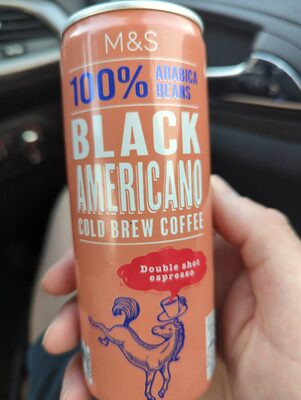 M&S
100% ARABICA
BEANS
BLACK
AMERICANO
COLD BREW COFFEE
Double shot
espresso